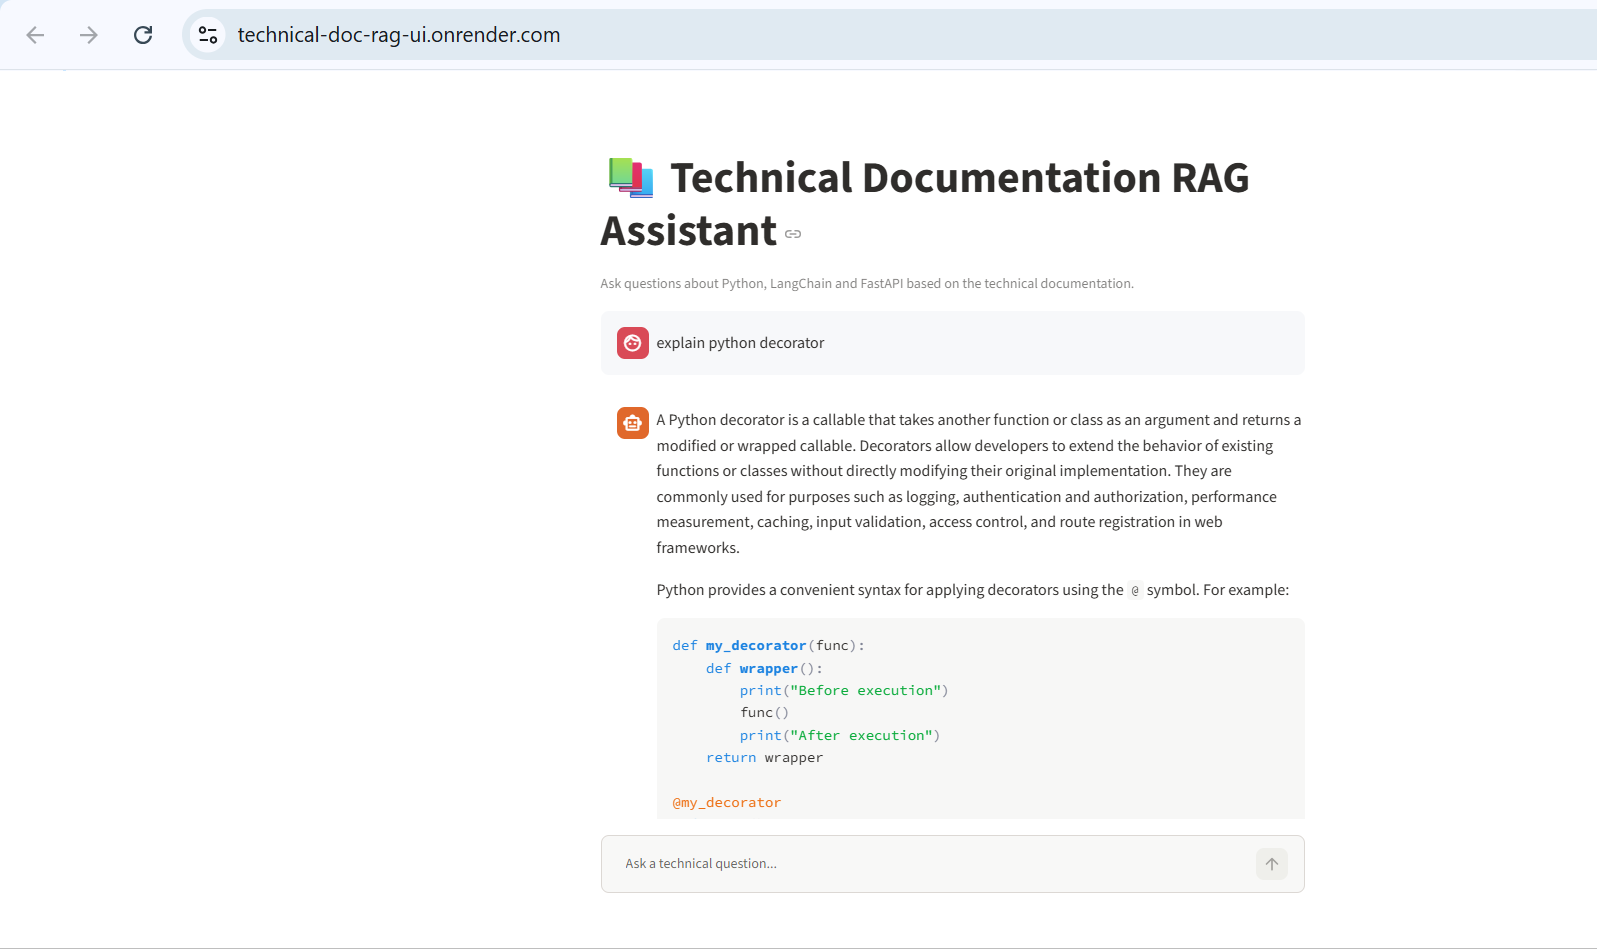 technical-doc-rag-ui.onrender.com
Technical Documentation RAG
Assistant
Ask questions about Python, LangChain and FastAPI based on the technical documentation.
explain python decorator
A Python decorator is a callable that takes another function or class as an argument and returns a
modified or wrapped callable. Decorators allow developers to extend the behavior of existing
functions or classes without directly modifying their original implementation. They are
commonly used for purposes such as logging, authentication and authorization, performance
measurement, caching, input validation, access control, and route registration in web
frameworks.
Python provides a convenient syntax for applying decorators using the @ symbol. For example:
def my_decorator(func):
    def wrapper():
        print("Before execution")
        func()
        print("After execution")
    return wrapper
@my_decorator
Ask a technical question...